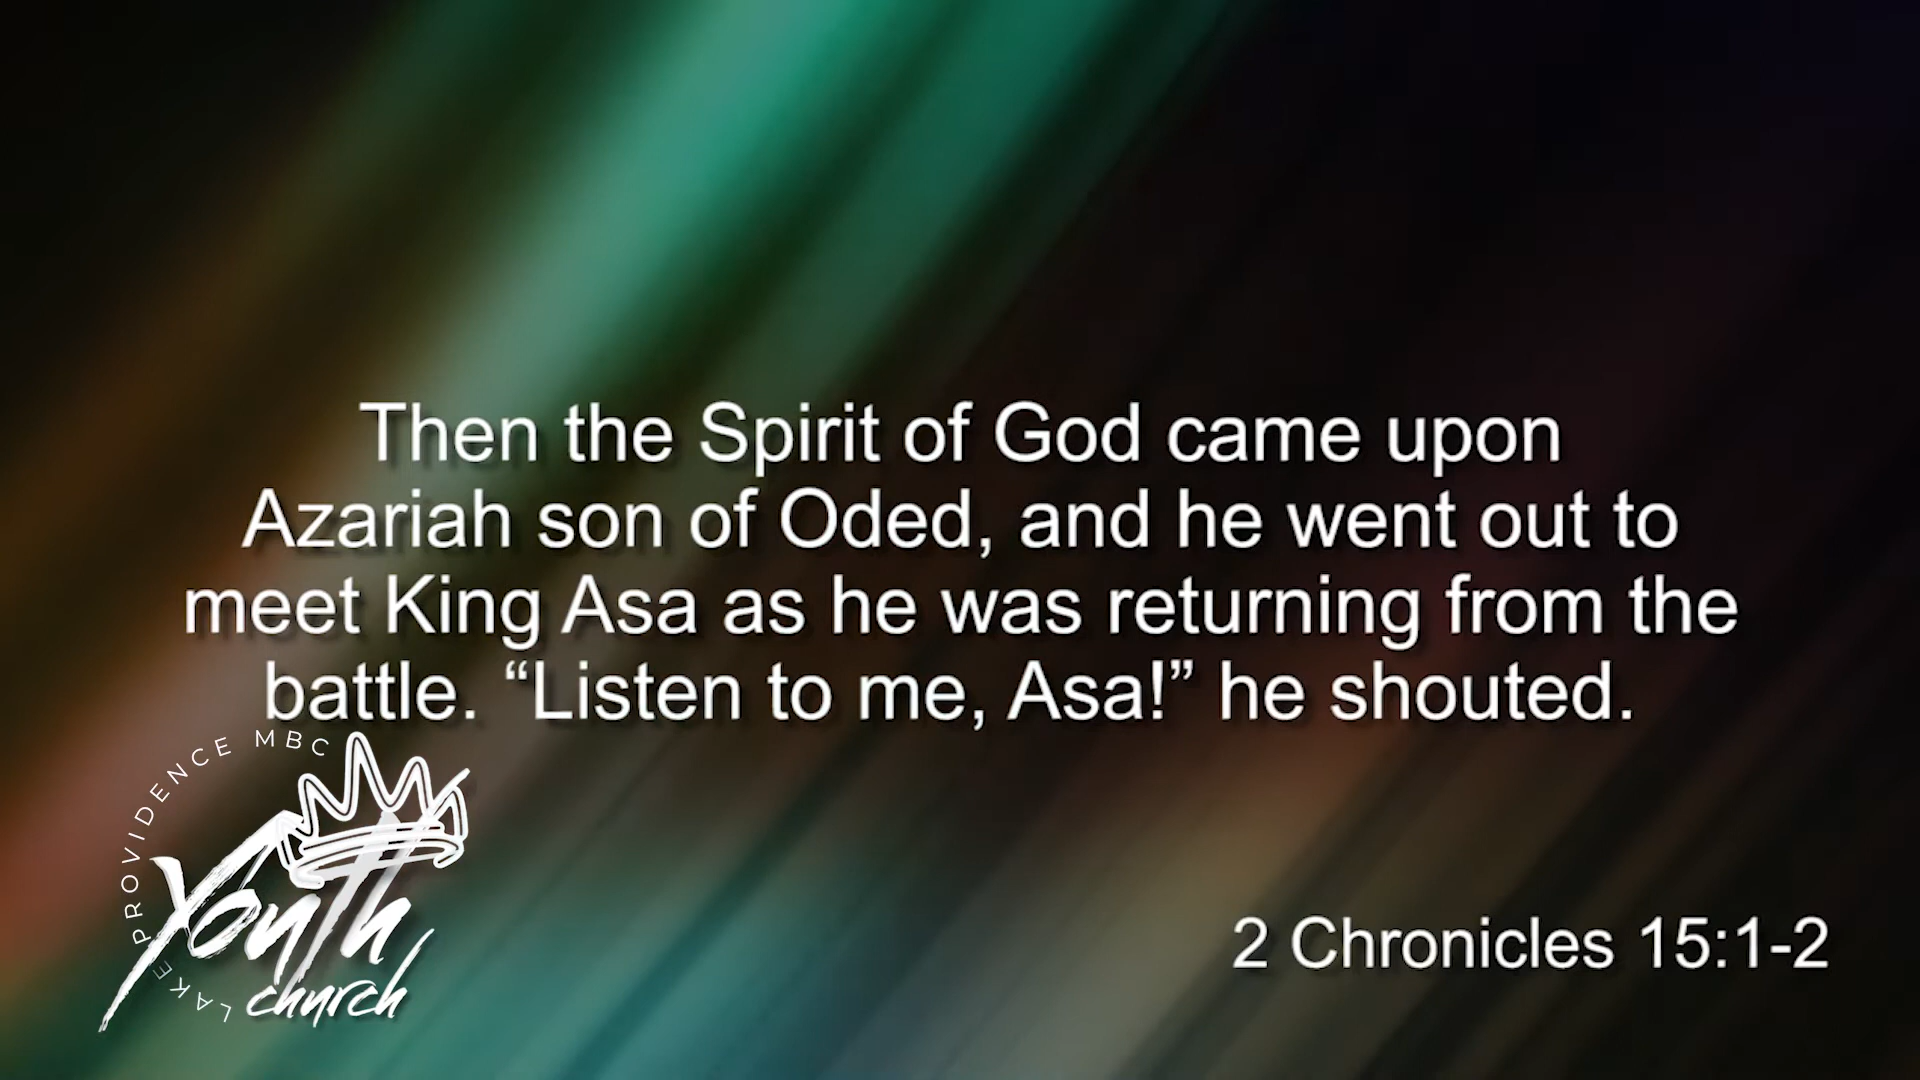 Then the Spirit of God came upon
Azariah son of Oded, and he went out to
meet King Asa as he was returning from the
battle. “Listen to me, Asa!” he shouted.
LAKE PROVIDENCE MBC
Youth
church
2 Chronicles 15:1-2